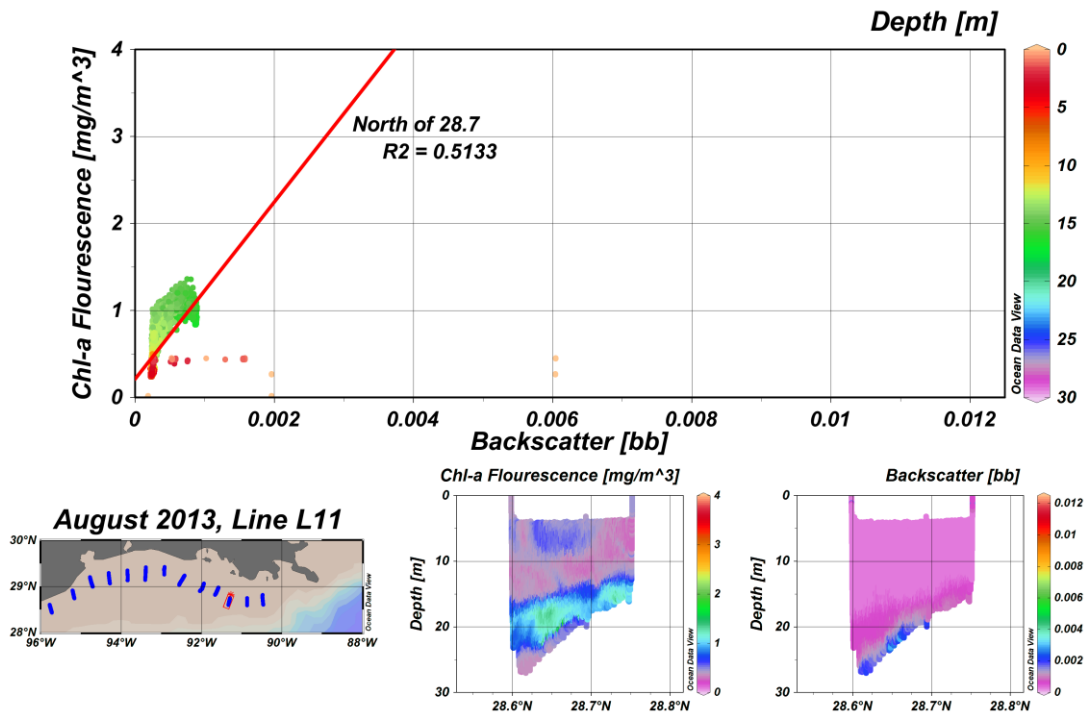 Depth [m]
4
3
2
1
0
Chl-a Flourescence [mg/m^3]
North of 28.7
R2 = 0.5133
0
5
10
15
20
25
30
Ocean Data View
0
0.002
0.004
0.006
0.008
0.01
0.012
Backscatter [bb]
August 2013, Line L11
30°N
29°N
28°N
96°W
94°W
92°W
90°W
88°W
Ocean Data View
Chl-a Flourescence [mg/m^3]
0
10
20
30
Depth [m]
28.6°N
28.7°N
28.8°N
4
3
2
1
0
Ocean Data View
Backscatter [bb]
0
10
20
30
Depth [m]
28.6°N
28.7°N
28.8°N
0.012
0.01
0.008
0.006
0.004
0.002
0
Ocean Data View